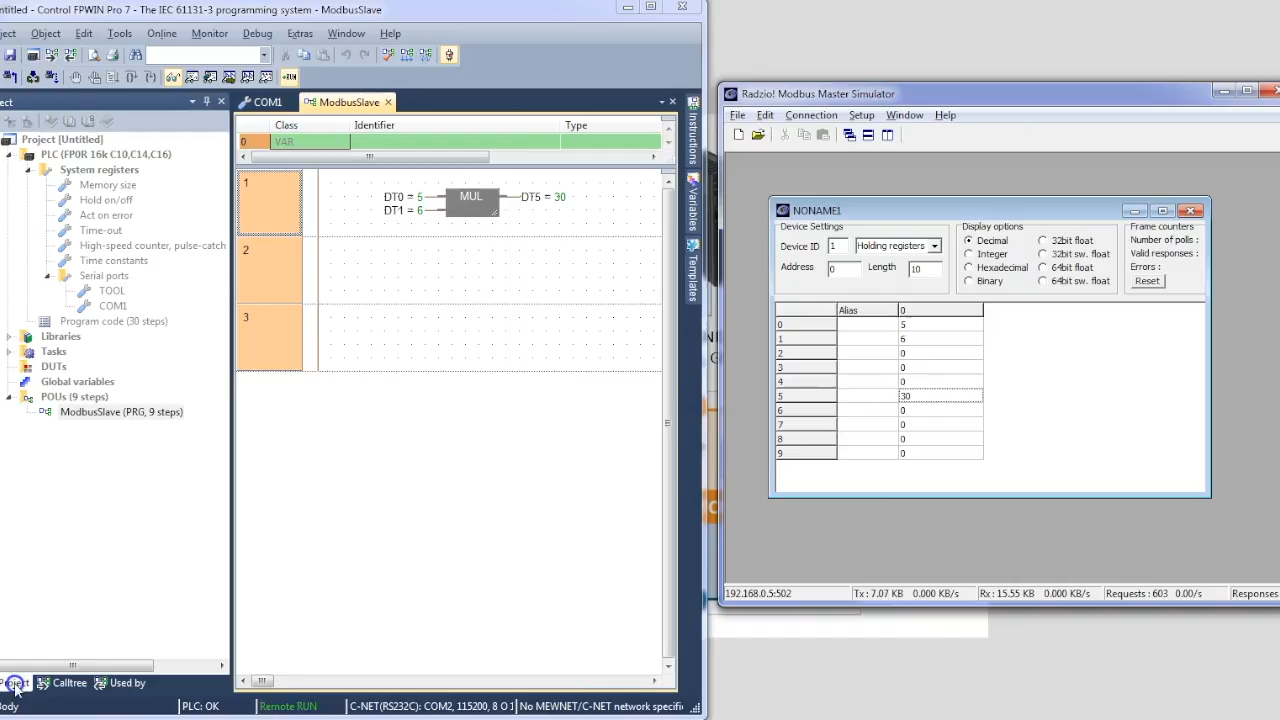 ntitled - Control FPWIN Pro 7 - The IEC 61131-3 programming system - ModbusSlave
ject Object Edit Tools Online Monitor Debug Extras Window Help
ect
COM1 ModbusSlave
Project [Untitled]
PLC (FP0R 16k C10,C14,C16)
System registers
Memory size
Hold on/off
Act on error
Time-out
High-speed counter, pulse-catch
Time constants
Serial ports
TOOL
COM1
Program code (30 steps)
Libraries
Tasks
DUTs
Global variables
POUs (9 steps)
ModbusSlave (PRG, 9 steps)
Project Calltree Used by
Class Identifier Type
0 VAR
1
DT0 = 5 MUL DT5 = 30
DT1 = 6
2
3
Instructions
Variables
Templates
Body PLC: OK Remote RUN C-NET(RS232C): COM2, 115200, 8 O 1 No MEWNET/C-NET network specifi
Radzio! Modbus Master Simulator
File Edit Connection Setup Window Help
NONAME1
Device Settings
Device ID 1 Holding registers
Address 0 Length 10
Display options
Decimal 32bit float
Integer 32bit sw. float
Hexadecimal 64bit float
Binary 64bit sw. float
Frame counters
Number of polls :
Valid responses :
Errors :
Reset
Alias 0
0 5
1 6
2 0
3 0
4 0
5 30
6 0
7 0
8 0
9 0
192.168.0.5:502 Tx : 7.07 KB 0.000 KB/s Rx : 15.55 KB 0.000 KB/s Requests : 603 0.00/s Responses